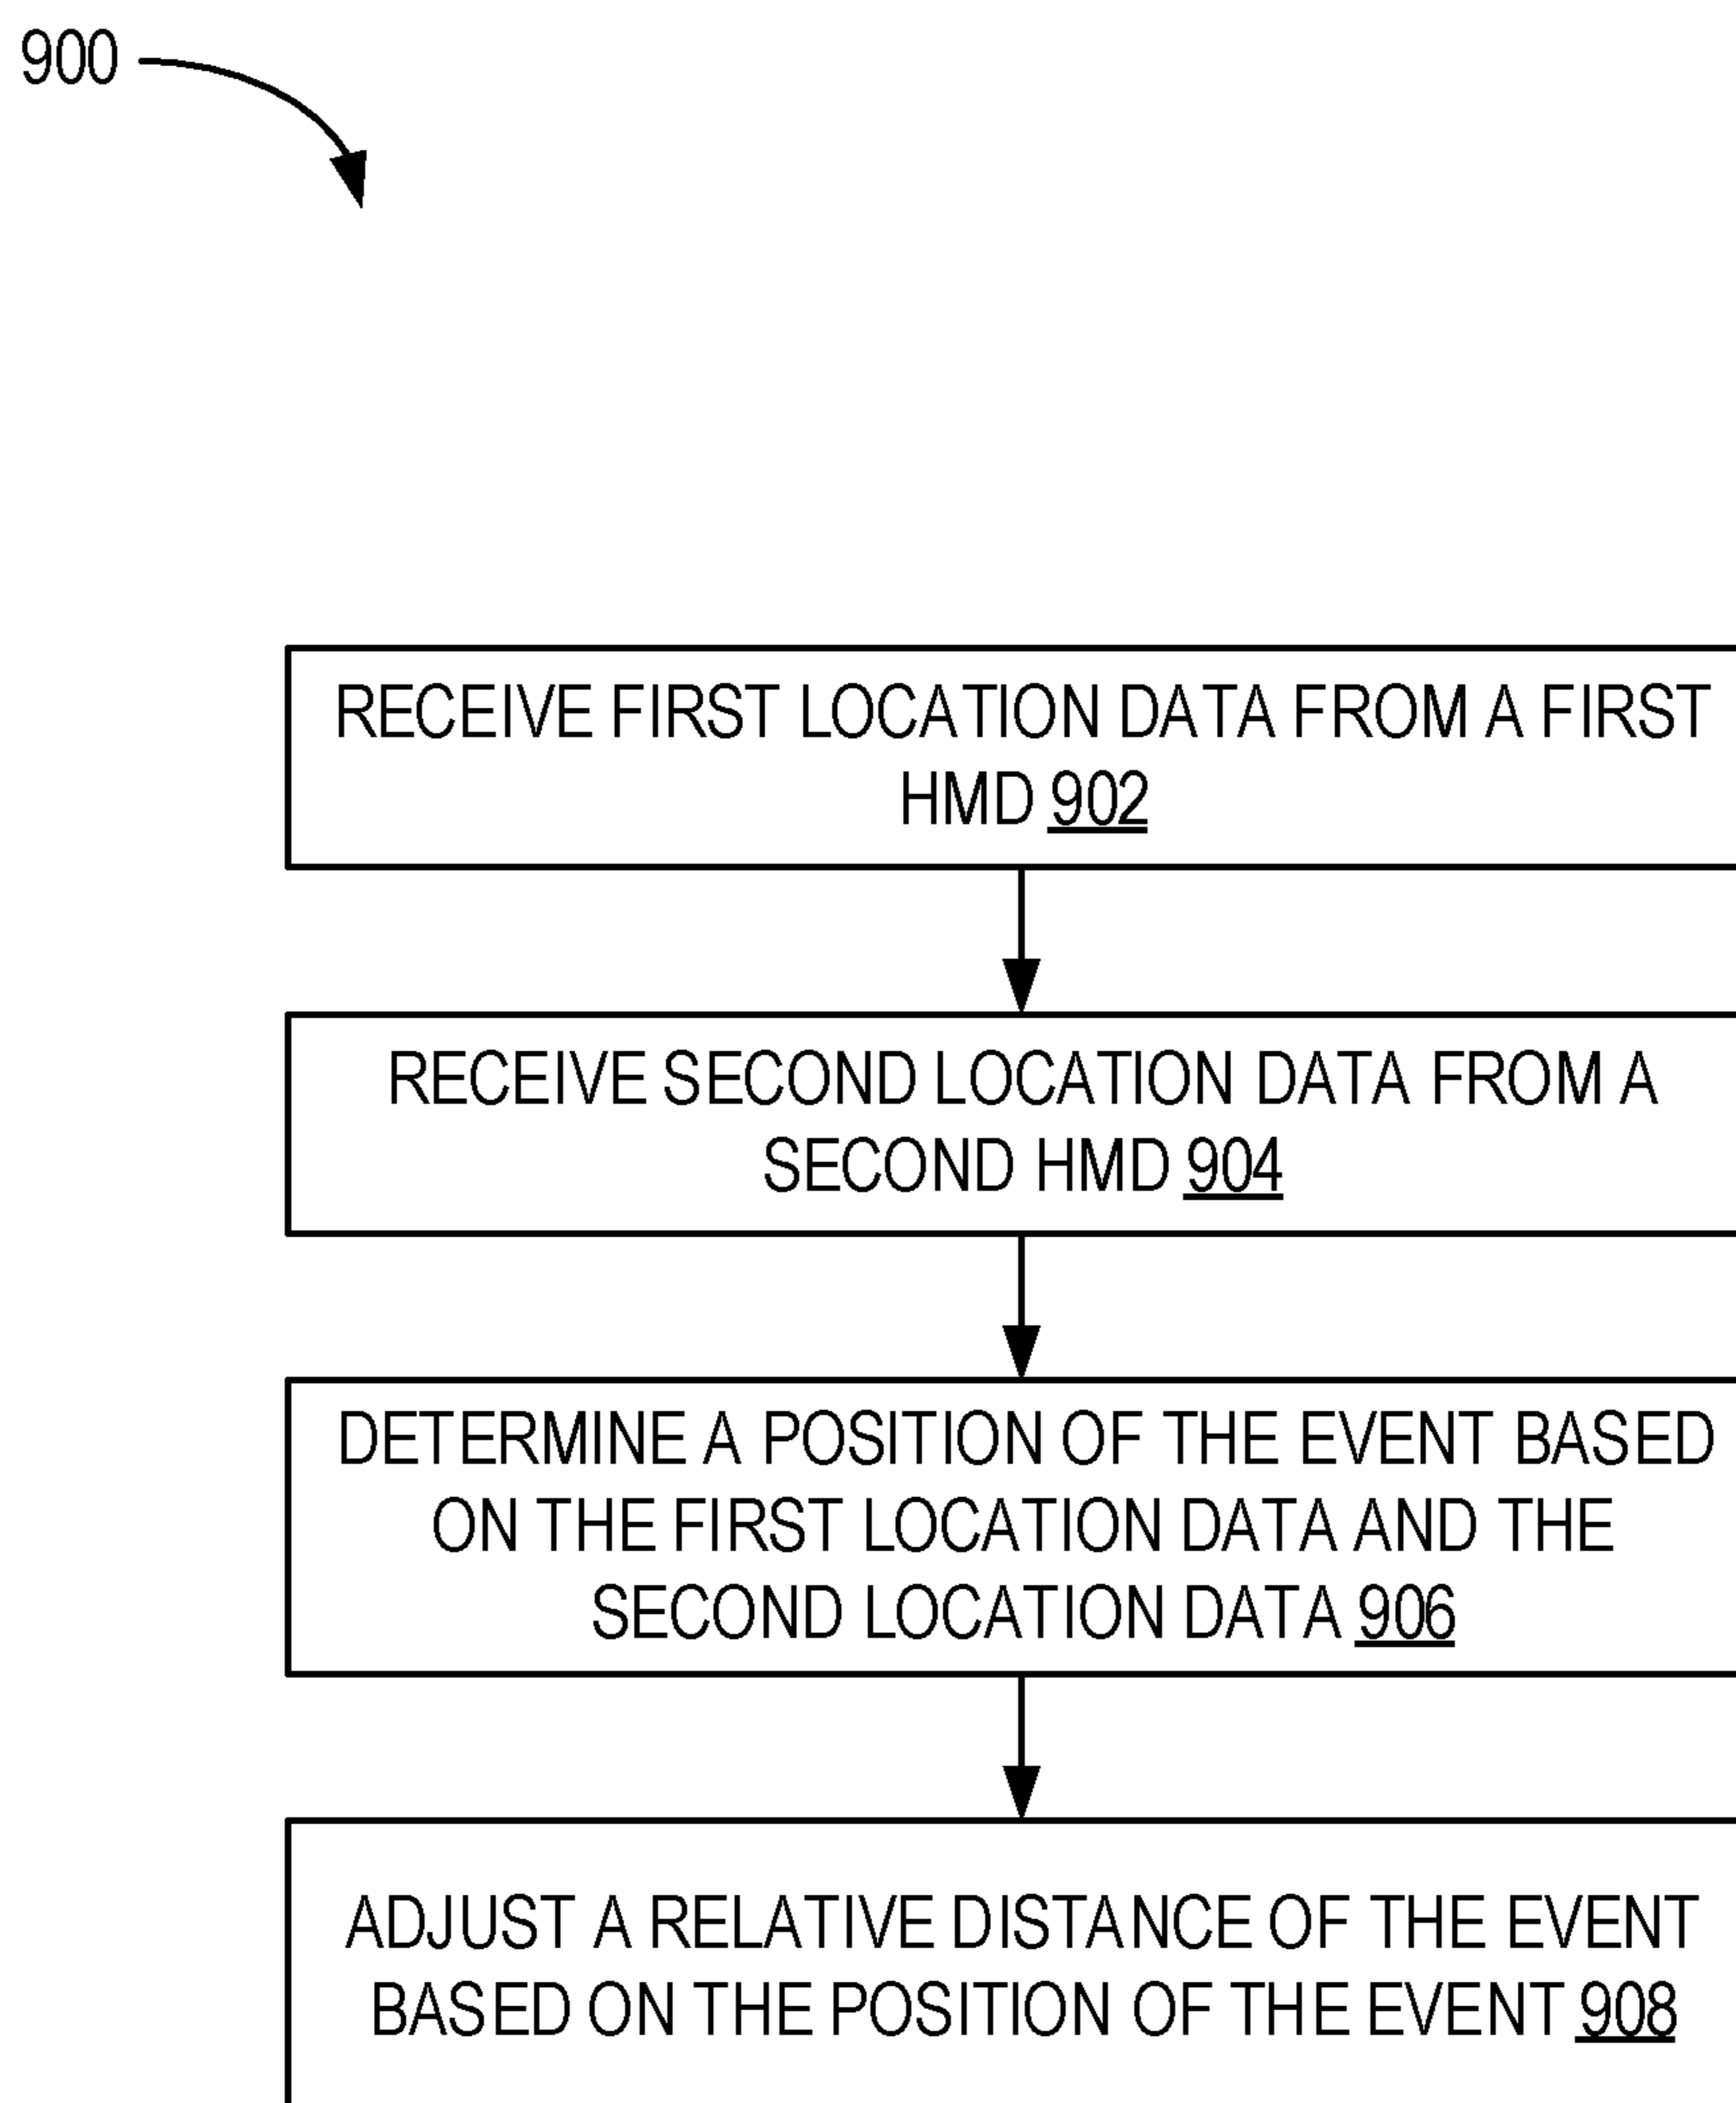 900
RECEIVE FIRST LOCATION DATA FROM A FIRST
HMD 902
RECEIVE SECOND LOCATION DATA FROM A
SECOND HMD 904
DETERMINE A POSITION OF THE EVENT BASED
ON THE FIRST LOCATION DATA AND THE
SECOND LOCATION DATA 906
ADJUST A RELATIVE DISTANCE OF THE EVENT
BASED ON THE POSITION OF THE EVENT 908